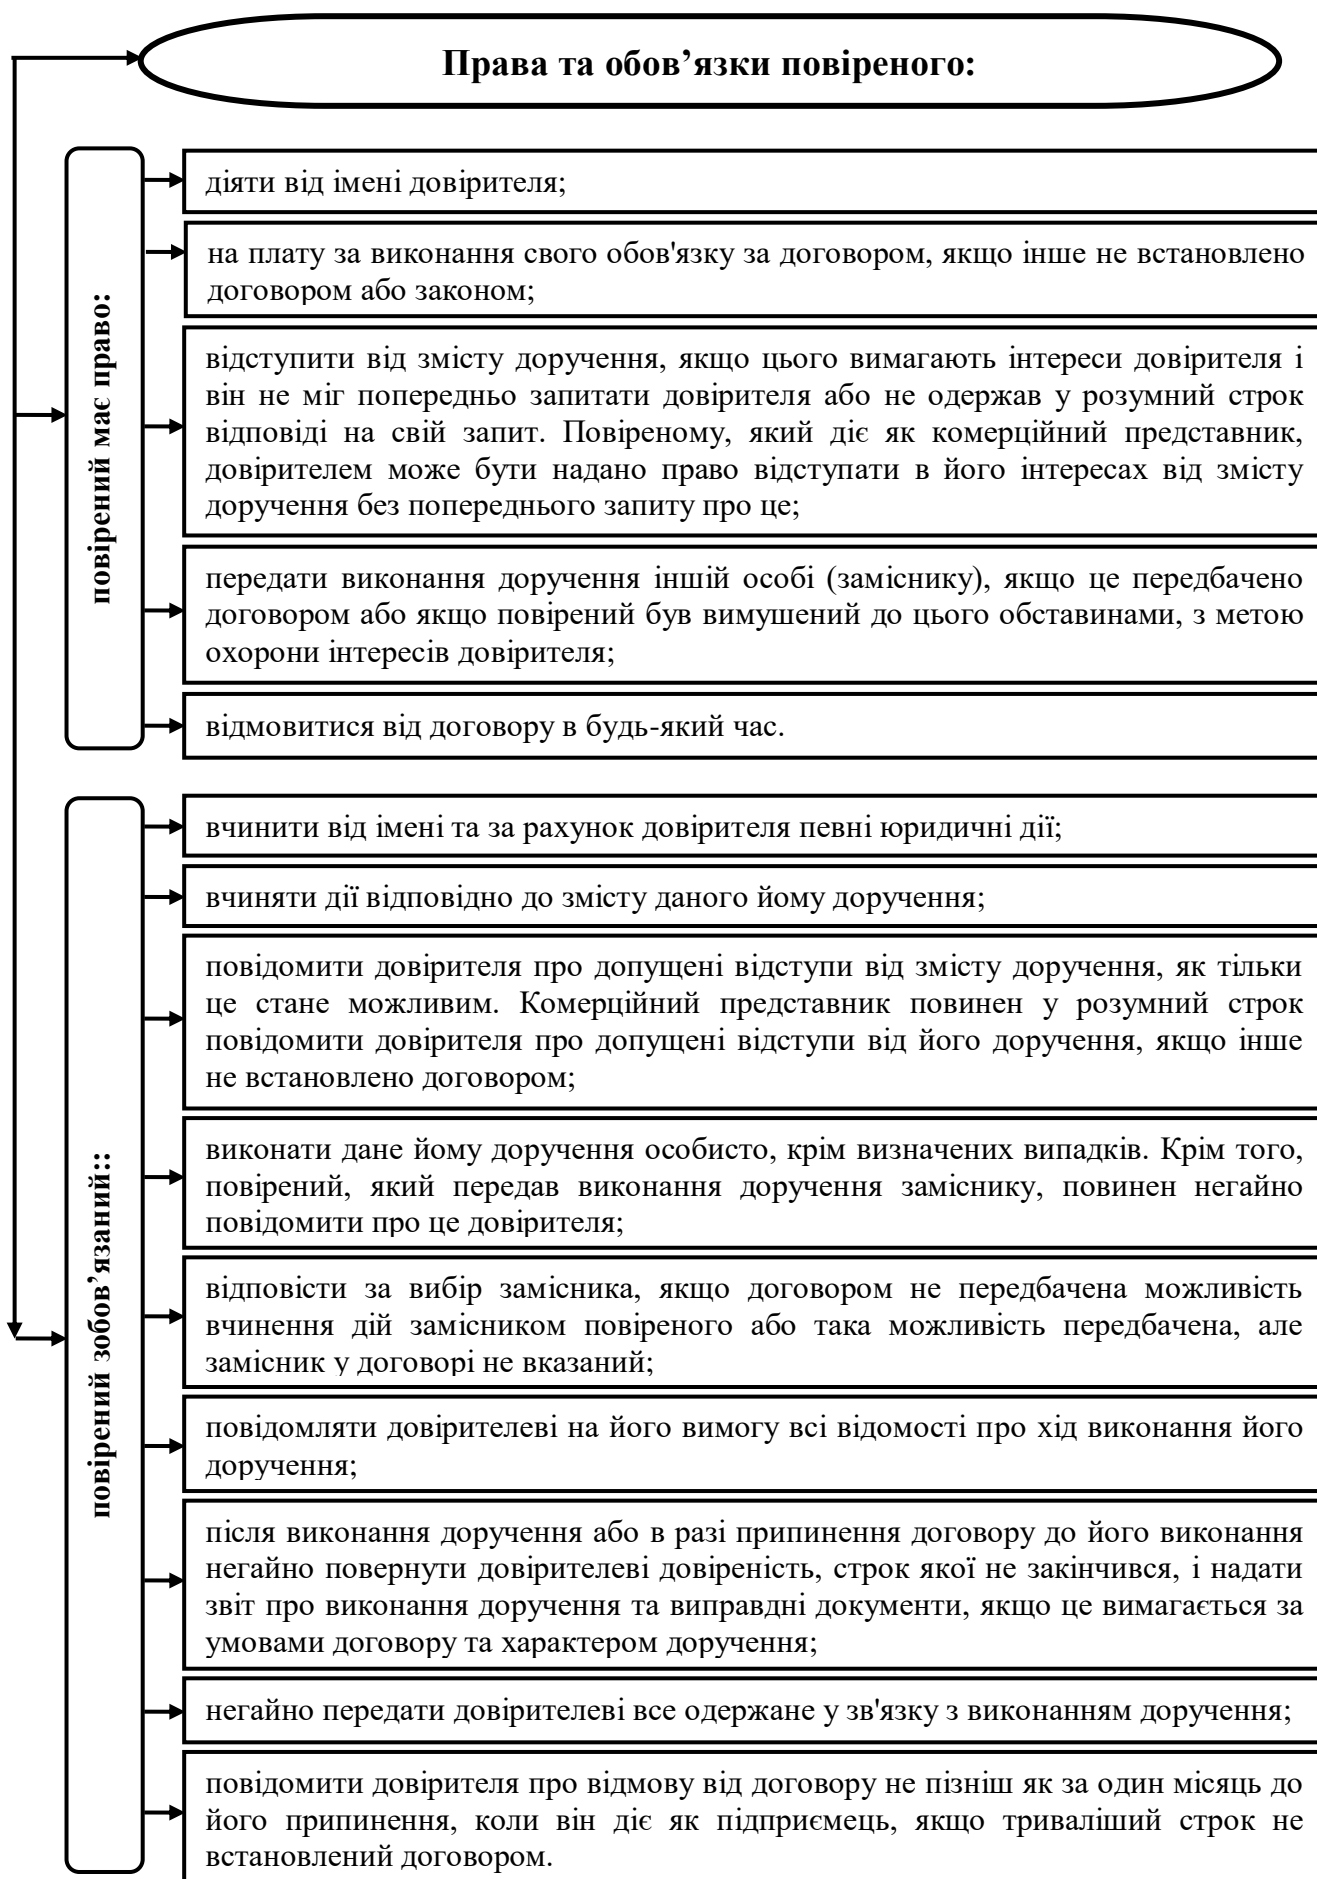 Права та обов’язки повіреного:
повірений має право:
діяти від імені довірителя;
на плату за виконання свого обов'язку за договором, якщо інше не встановлено
договором або законом;
відступити від змісту доручення, якщо цього вимагають інтереси довірителя і
він не міг попередньо запитати довірителя або не одержав у розумний строк
відповіді на свій запит. Повіреному, який діє як комерційний представник,
довірителем може бути надано право відступати в його інтересах від змісту
доручення без попереднього запиту про це;
передати виконання доручення іншій особі (заміснику), якщо це передбачено
договором або якщо повірений був вимушений до цього обставинами, з метою
охорони інтересів довірителя;
відмовитися від договору в будь-який час.
повірений зобов’язаний::
вчинити від імені та за рахунок довірителя певні юридичні дії;
вчиняти дії відповідно до змісту даного йому доручення;
повідомити довірителя про допущені відступи від змісту доручення, як тільки
це стане можливим. Комерційний представник повинен у розумний строк
повідомити довірителя про допущені відступи від його доручення, якщо інше
не встановлено договором;
виконати дане йому доручення особисто, крім визначених випадків. Крім того,
повірений, який передав виконання доручення заміснику, повинен негайно
повідомити про це довірителя;
відповісти за вибір замісника, якщо договором не передбачена можливість
вчинення дій замісником повіреного або така можливість передбачена, але
замісник у договорі не вказаний;
повідомляти довірителеві на його вимогу всі відомості про хід виконання його
доручення;
після виконання доручення або в разі припинення договору до його виконання
негайно повернути довірителеві довіреність, строк якої не закінчився, і надати
звіт про виконання доручення та виправдні документи, якщо це вимагається за
умовами договору та характером доручення;
негайно передати довірителеві все одержане у зв'язку з виконанням доручення;
повідомити довірителя про відмову від договору не пізніш як за один місяць до
його припинення, коли він діє як підприємець, якщо триваліший строк не
встановлений договором.